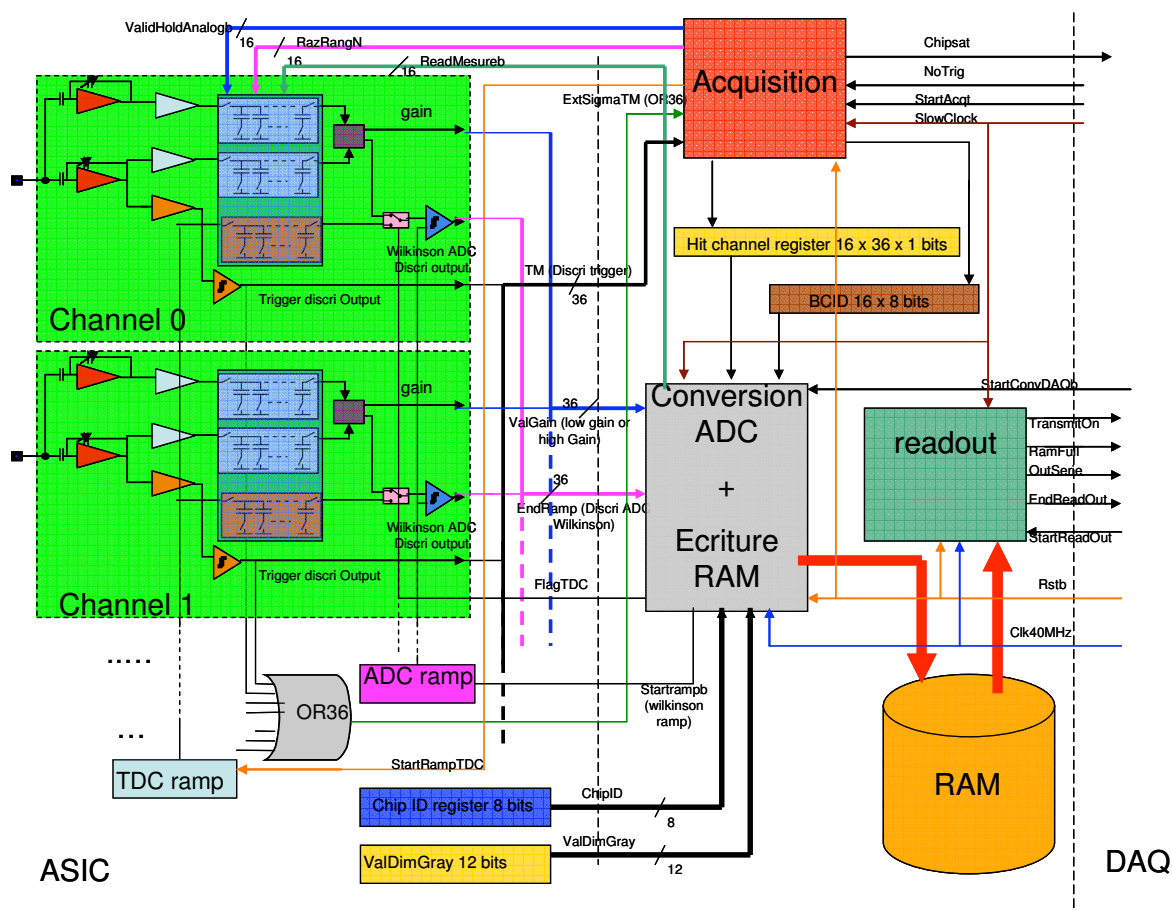 ValidHoldAnalogb
16
RazRangN
16
ReadMesureb
16
Acquisition
Chipsat
NoTrig
StartAcqt
SlowClock
ExtSigmaTM (OR36)
gain
Hit channel register 16 x 36 x 1 bits
BCID 16 x 8 bits
Wilkinson ADC
Discri output
TM (Discri trigger)
36
Trigger discri Output
Channel 0
gain
36
ValGain (low gain or
high Gain)
Conversion
ADC
+
Ecriture
RAM
StartConvDAQb
readout
TransmitOn
RamFull
OutSerie
EndReadOut
StartReadOut
36
EndRamp (Discri ADC
Wilkinson)
Wilkinson ADC
Discri output
Trigger discri Output
FlagTDC
Channel 1
Rstb
Clk40MHz
.....
ADC ramp
Startrampb
(wilkinson
ramp)
OR36
...
StartRampTDC
TDC ramp
RAM
Chip ID register 8 bits
ChipID
8
ValDimGray 12 bits
ValDimGray
12
ASIC
DAQ